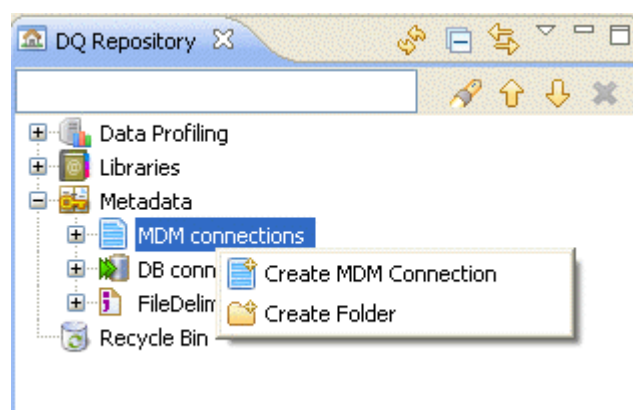 DQ Repository
Data Profiling
Libraries
Metadata
MDM connections
DB conn
Create MDM Connection
FileDelim
Create Folder
Recycle Bin